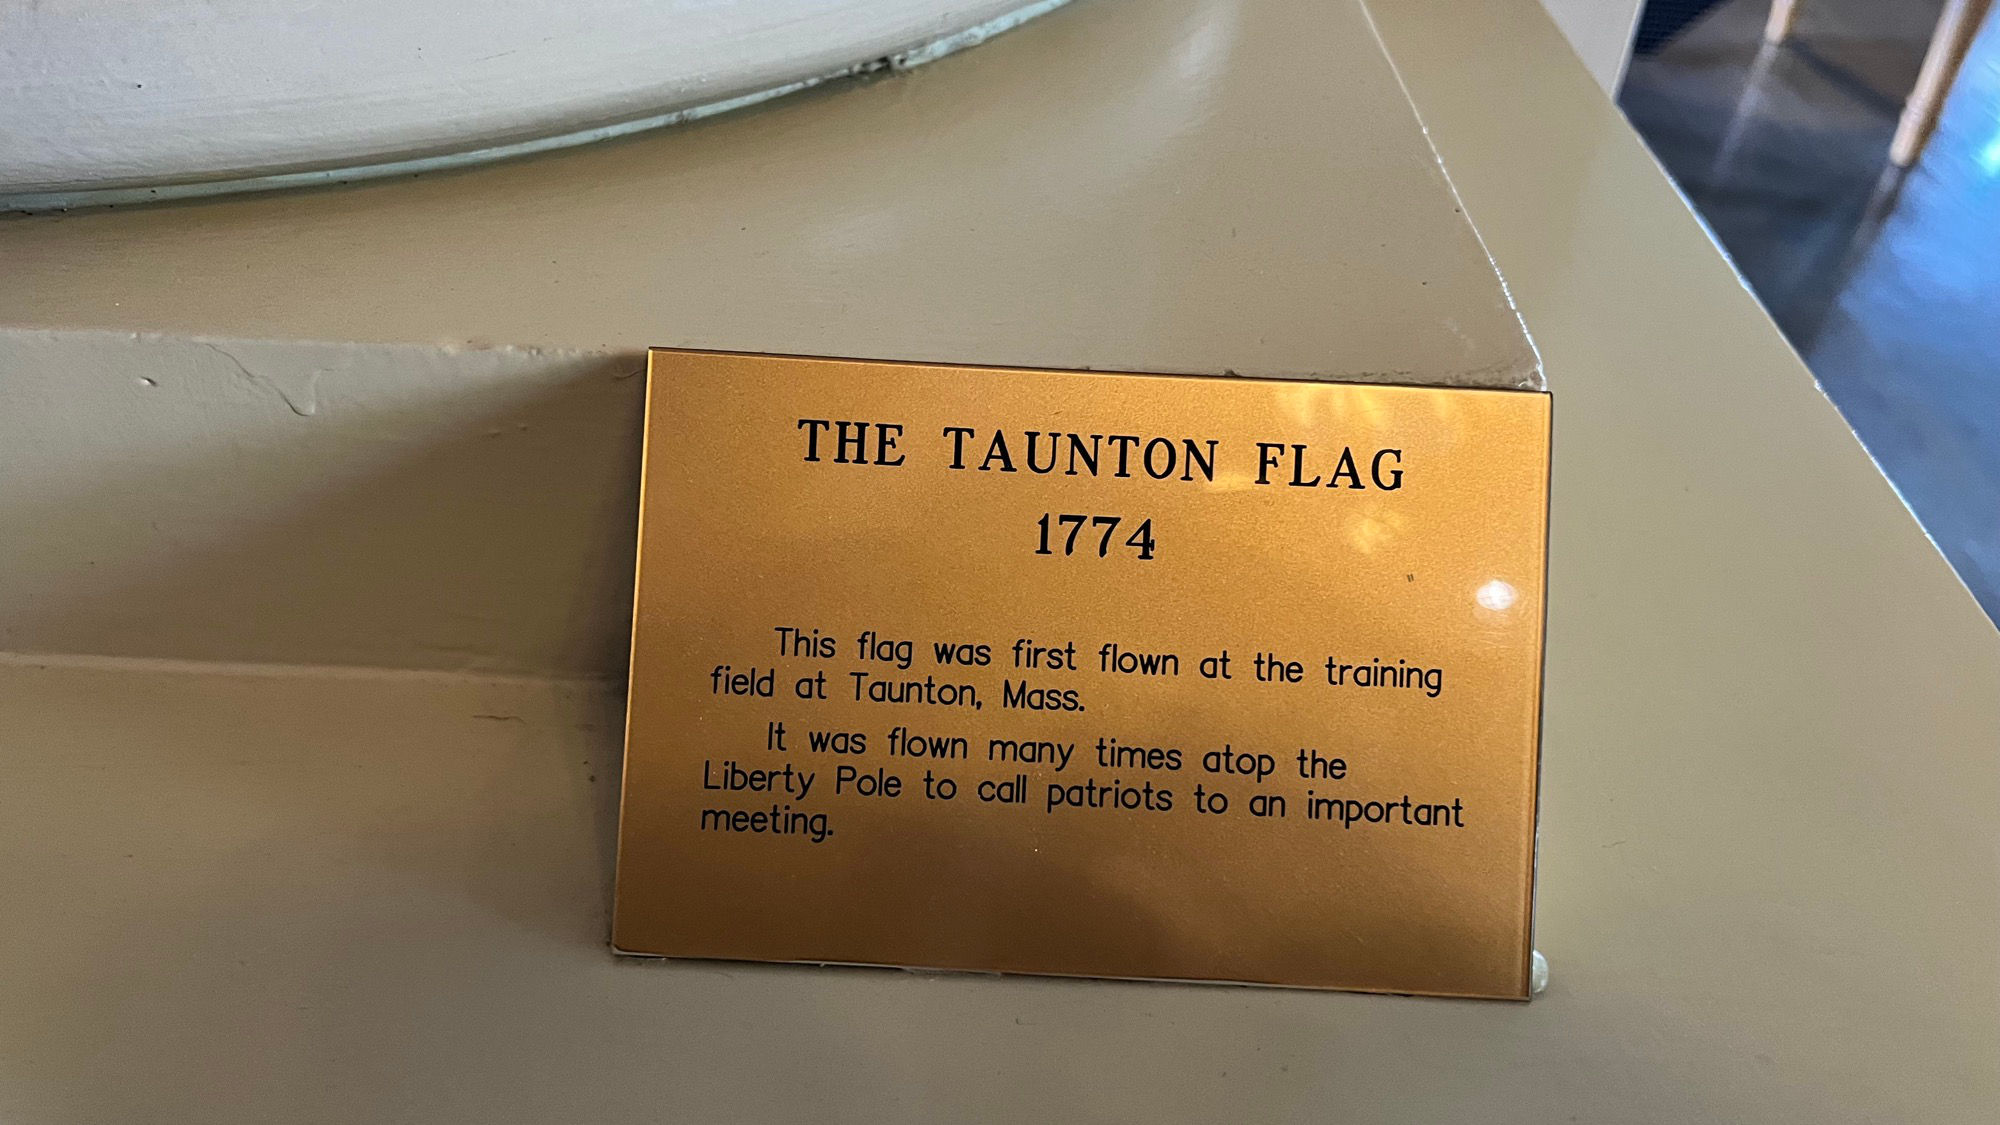 THE TAUNTON FLAG
1774
This flag was first flown at the training
field at Taunton, Mass.
It was flown many times atop the
Liberty Pole to call patriots to an important
meeting.